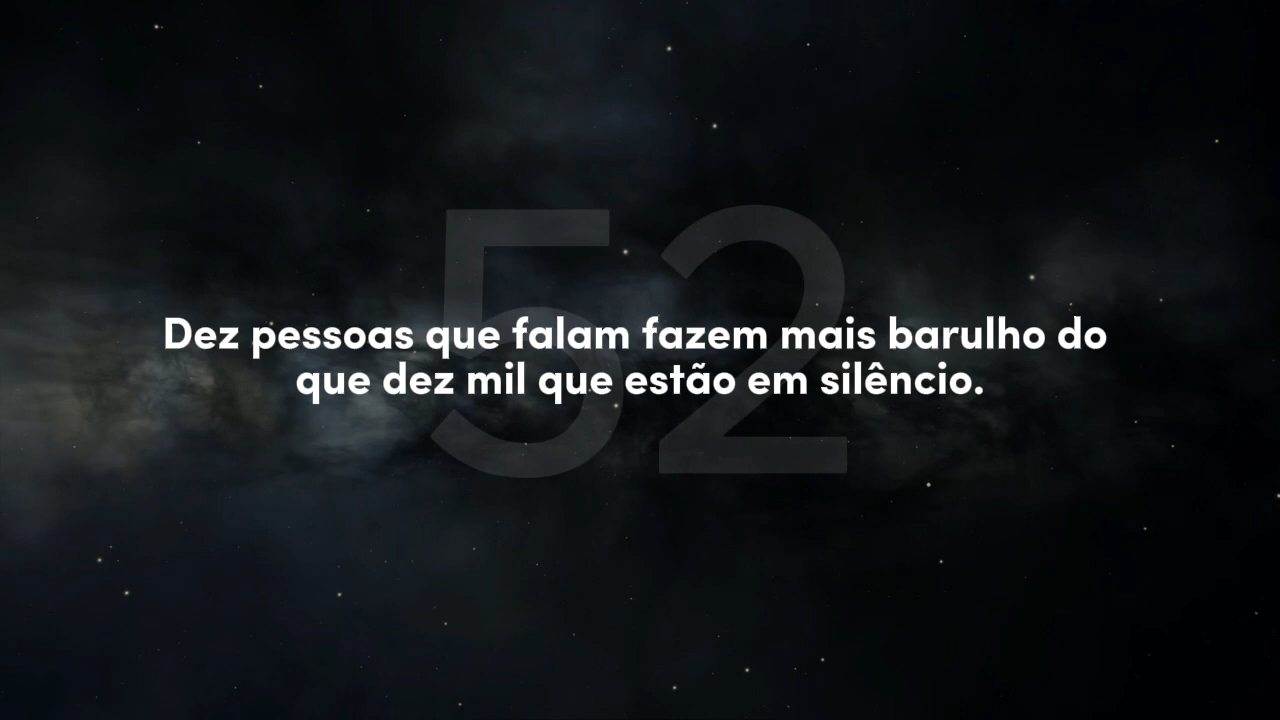 52
Dez pessoas que falam fazem mais barulho do
que dez mil que estão em silêncio.